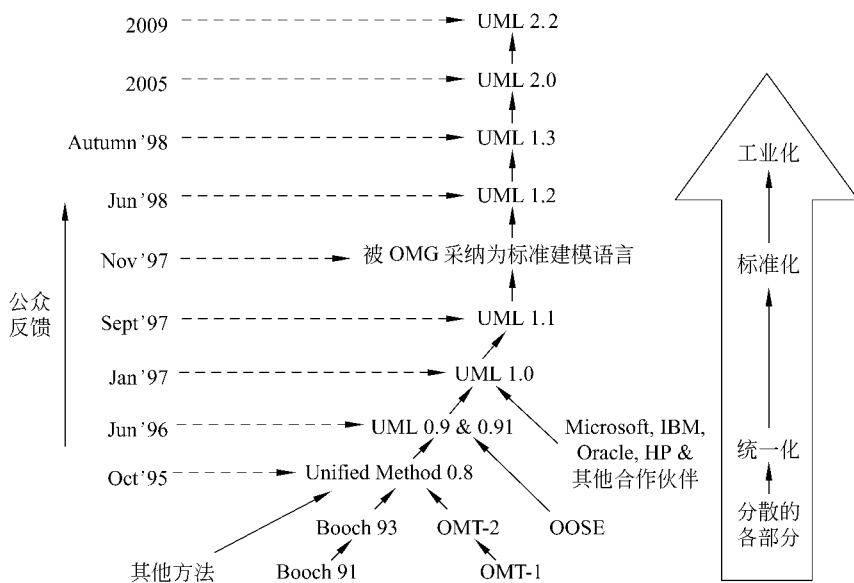 2009
UML 2.2
2005
UML 2.0
Autumn '98
UML 1.3
工业化
Jun '98
UML 1.2
Nov '97
被 OMG 采纳为标准建模语言
标准化
公众
反馈
Sept '97
UML 1.1
Jan '97
UML 1.0
Jun '96
UML 0.9 & 0.91
Microsoft, IBM,
Oracle, HP &
其他合作伙伴
统一化
Oct '95
Unified Method 0.8
分散的
各部分
Booch 93
OMT-2
OOSE
其他方法
Booch 91
OMT-1